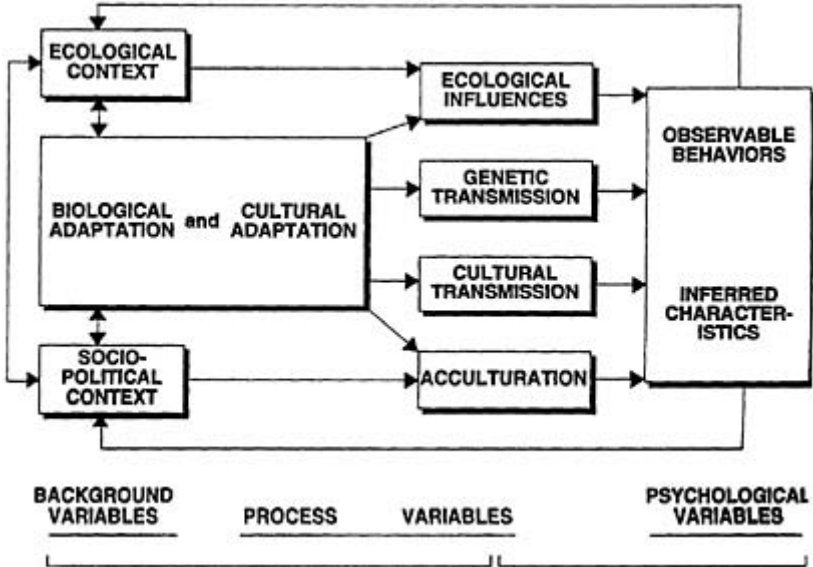 ECOLOGICAL
CONTEXT
ECOLOGICAL
INFLUENCES
OBSERVABLE
BEHAVIORS
GENETIC
TRANSMISSION
BIOLOGICAL
ADAPTATION and CULTURAL
ADAPTATION
CULTURAL
TRANSMISSION
INFERRED
CHARACTER-
ISTICS
SOCIO-
POLITICAL
CONTEXT
ACCULTURATION
BACKGROUND
VARIABLES
PROCESS VARIABLES
PSYCHOLOGICAL
VARIABLES